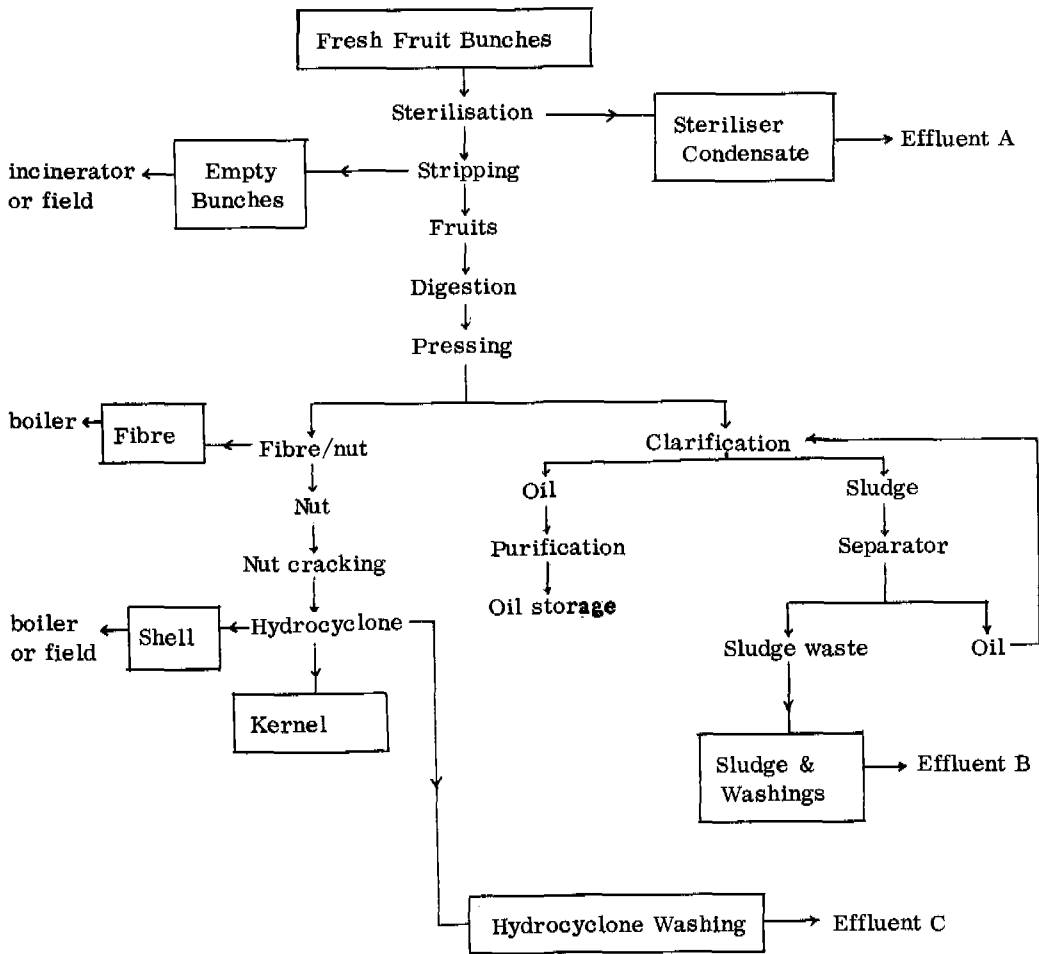 Fresh Fruit Bunches
Sterilisation
Steriliser
Condensate
Effluent A
incinerator
or field
Empty
Bunches
Stripping
Fruits
Digestion
Pressing
boiler
Fibre
Fibre/nut
Clarification
Nut
Oil
Sludge
Nut cracking
Purification
Separator
Oil storage
boiler
or field
Shell
Hydrocyclone
Sludge waste
Oil
Kernel
Sludge &
Washings
Effluent B
Hydrocyclone Washing
Effluent C